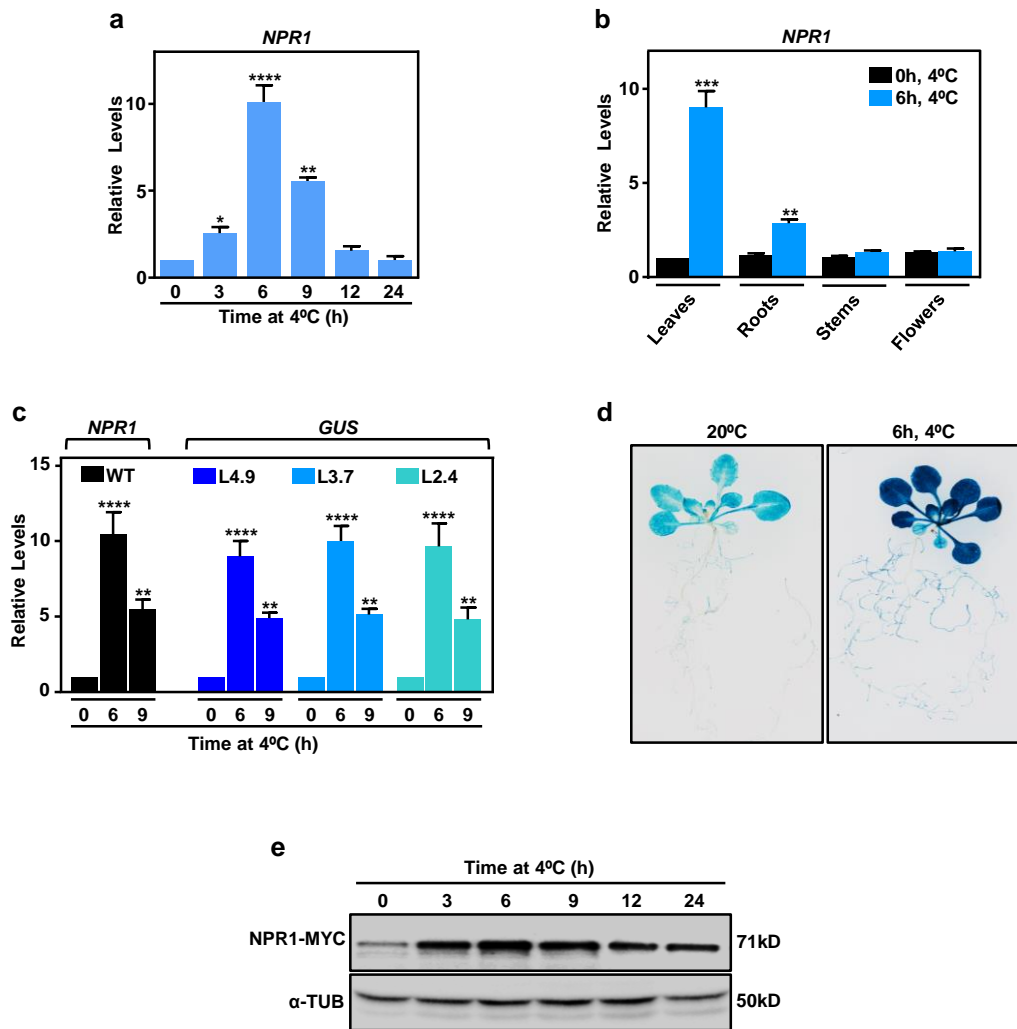 a
NPR1
Relative Levels
10
5
0
****
**
*
0 3 6 9 12 24
Time at 4ºC (h)
b
NPR1
Relative Levels
10
5
0
0h, 4ºC
6h, 4ºC
***
**
Leaves
Roots
Stems
Flowers
c
NPR1
GUS
Relative Levels
15
10
5
0
WT
L4.9
L3.7
L2.4
**** **** **** ****
** ** ** **
0 6 9 0 6 9 0 6 9 0 6 9
Time at 4ºC (h)
d
20ºC
6h, 4ºC
e
Time at 4ºC (h)
0 3 6 9 12 24
NPR1-MYC
71kD
α-TUB
50kD